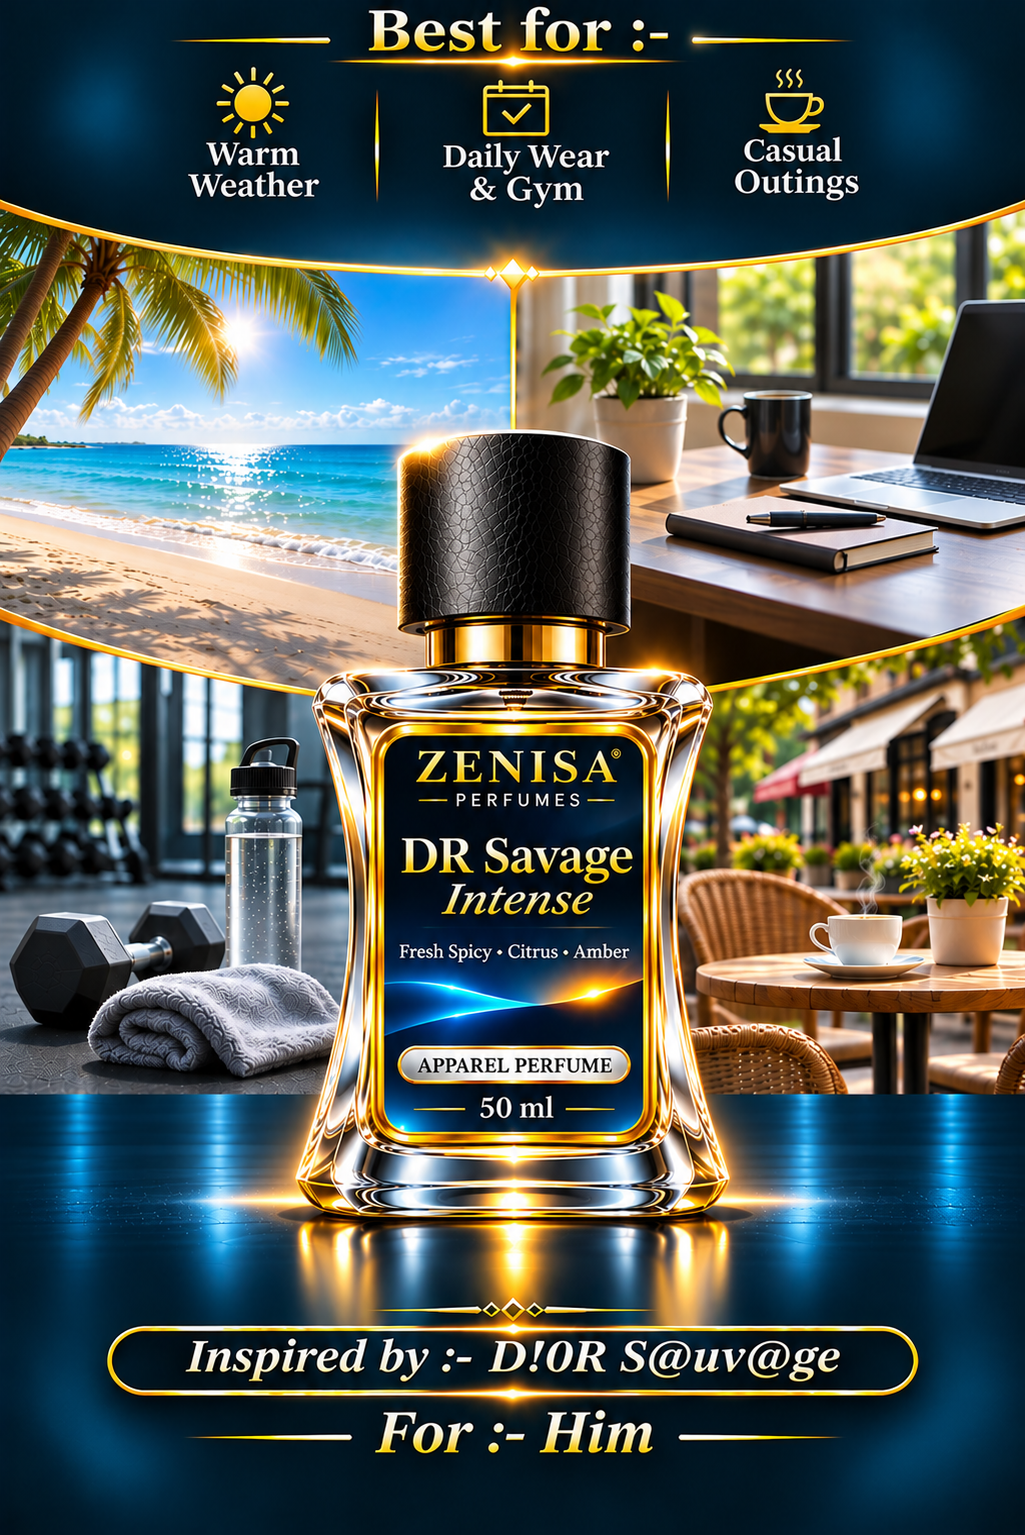 Best for :-
Warm
Weather
Daily Wear
& Gym
Casual
Outings
ZENISA®
PERFUMES
DR Savage
Intense
Fresh Spicy • Citrus • Amber
APPAREL PERFUME
50 ml
Inspired by :- D!0R S@uv@ge
For :- Him